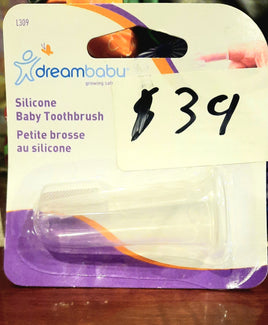 L309
dreambaby
growing safe
Silicone
Baby Toothbrush
Petite brosse
au silicone
$39